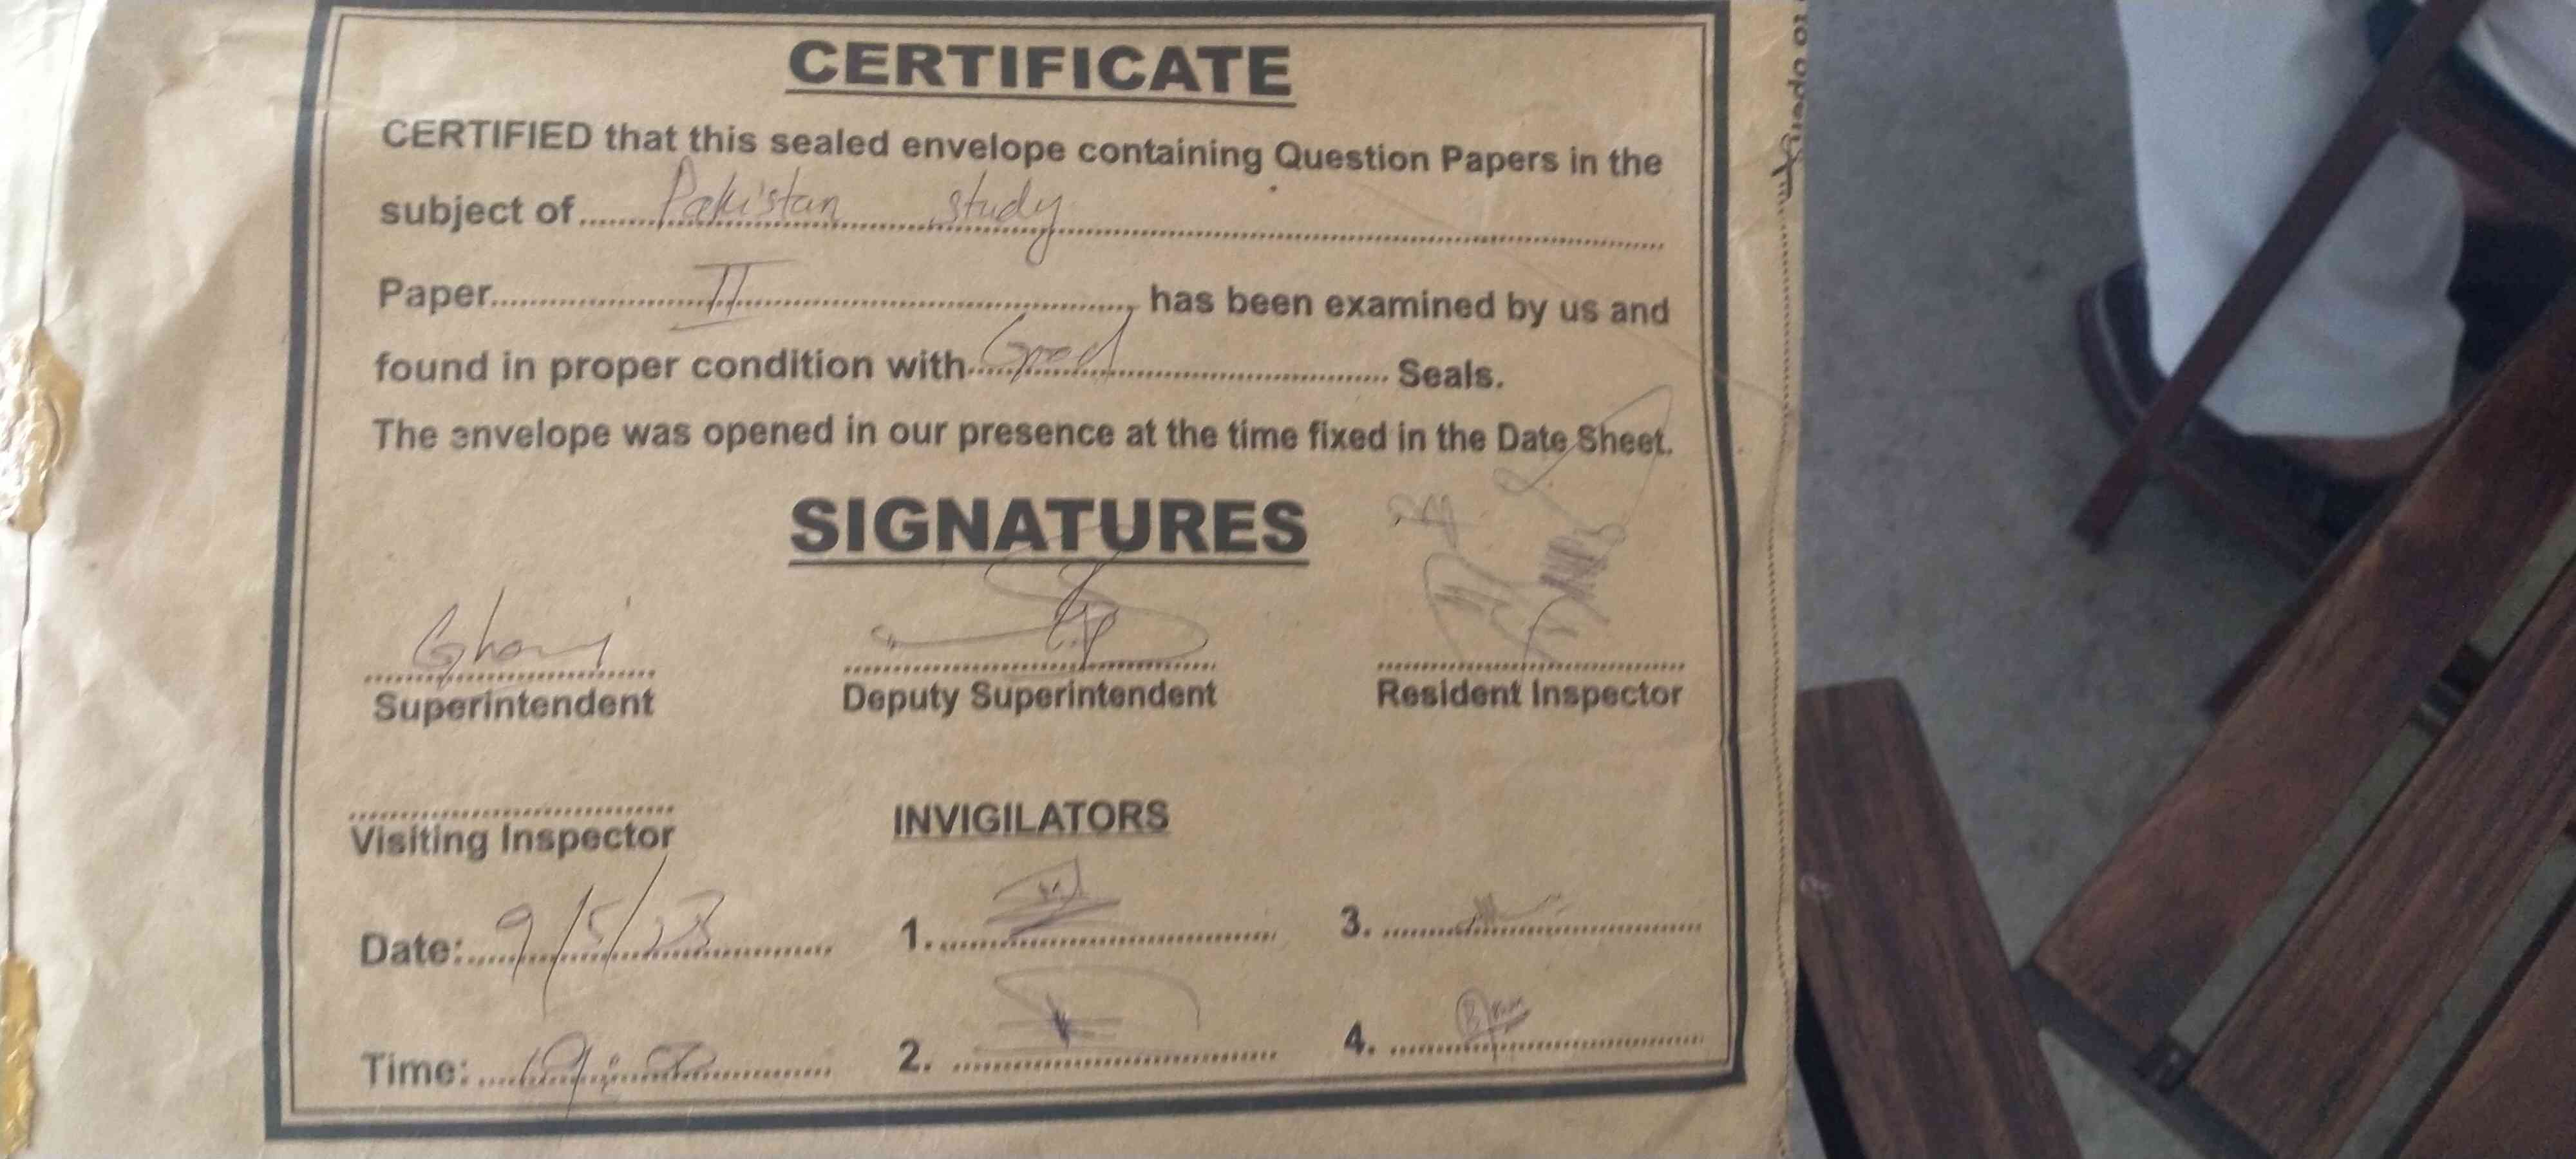 CERTIFICATE
CERTIFIED that this sealed envelope containing Question Papers in the
subject of Pakistan study
Paper II, has been examined by us and
found in proper condition with Good Seals.
The envelope was opened in our presence at the time fixed in the Date Sheet.
SIGNATURES
Ghani
Superintendent Deputy Superintendent Resident Inspector
Visiting Inspector INVIGILATORS
Date: 9/5/23 1. 3.
Time: 2. 4.
to open